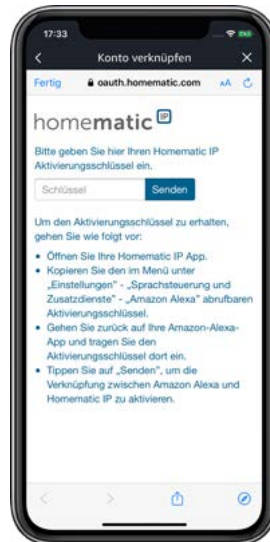 17:33
Konto verknüpfen
Fertig oauth.homematic.com AA
homematic IP
Bitte geben Sie hier Ihren Homematic IP
Aktivierungsschlüssel ein.
Schlüssel Senden
Um den Aktivierungsschlüssel zu erhalten,
gehen Sie wie folgt vor:
• Öffnen Sie Ihre Homematic IP App.
• Kopieren Sie den im Menü unter
„Einstellungen" - „Sprachsteuerung und
Zusatzdienste" - „Amazon Alexa" abrufbaren
Aktivierungsschlüssel.
• Gehen Sie zurück auf Ihre Amazon-Alexa-
App und tragen Sie den
Aktivierungsschlüssel dort ein.
• Tippen Sie auf „Senden", um die
Verknüpfung zwischen Amazon Alexa und
Homematic IP zu aktivieren.